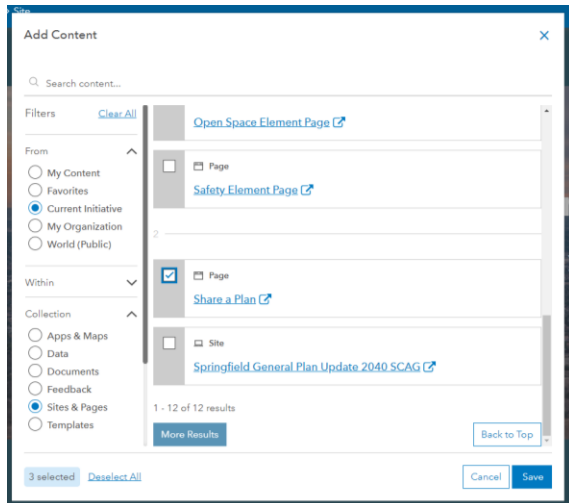 Site
Add Content
Search content...
Filters Clear All
From
My Content
Favorites
Current Initiative
My Organization
World (Public)
Within
Collection
Apps & Maps
Data
Documents
Feedback
Sites & Pages
Templates
Open Space Element Page
Page
Safety Element Page
2
Page
Share a Plan
Site
Springfield General Plan Update 2040 SCAG
1 - 12 of 12 results
More Results
Back to Top
3 selected Deselect All
Cancel Save